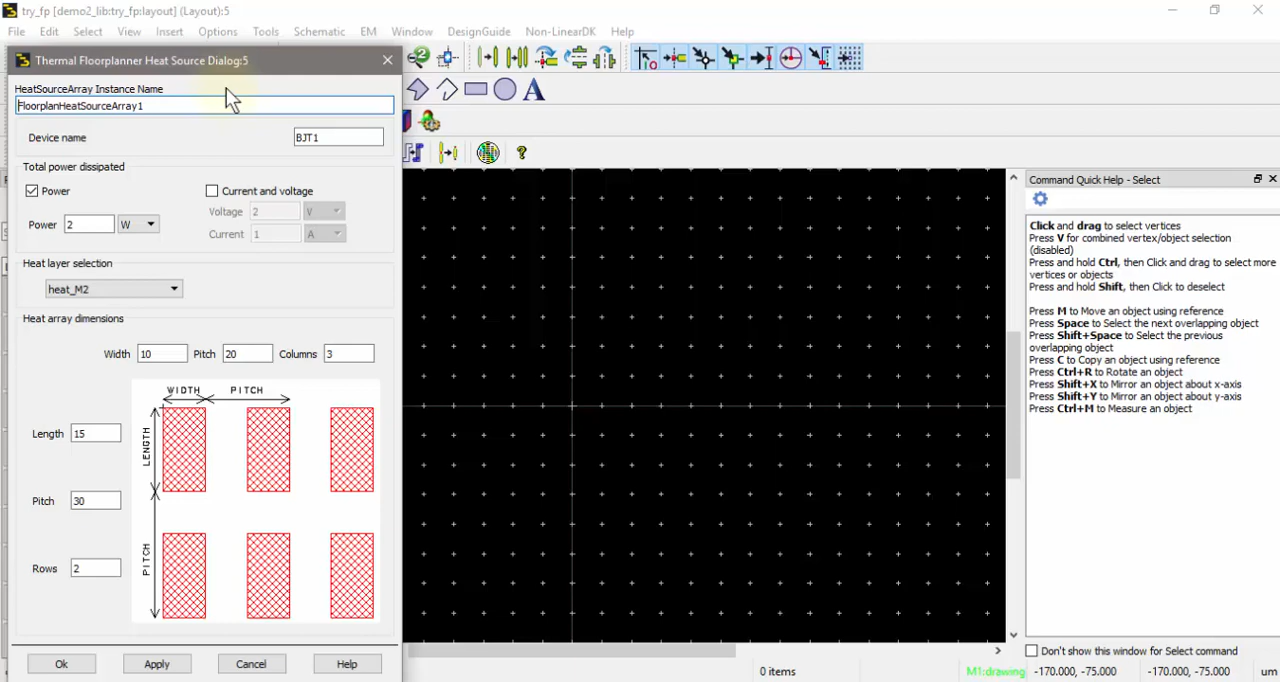 try_fp [demo2_lib:try_fp:layout] (Layout):5
File Edit Select View Insert Options Tools Schematic EM Window DesignGuide Non-LinearDK Help
Thermal Floorplanner Heat Source Dialog:5
HeatSourceArray Instance Name
FloorplanHeatSourceArray1
Device name BJT1
Total power dissipated
Power Current and voltage
Voltage 2 V
Power 2 W
Current 1 A
Heat layer selection
heat_M2
Heat array dimensions
Width 10 Pitch 20 Columns 3
WIDTH PITCH
LENGTH
Length 15
Pitch 30
PITCH
Rows 2
Ok Apply Cancel Help
Command Quick Help - Select
Click and drag to select vertices
Press V for combined vertex/object selection
(disabled)
Press and hold Ctrl, then Click and drag to select more
vertices or objects
Press and hold Shift, then Click to deselect
Press M to Move an object using reference
Press Space to Select the next overlapping object
Press Shift+Space to Select the previous
overlapping object
Press C to Copy an object using reference
Press Ctrl+R to Rotate an object
Press Shift+X to Mirror an object about x-axis
Press Shift+Y to Mirror an object about y-axis
Press Ctrl+M to Measure an object
Don't show this window for Select command
0 items M1:drawing -170.000, -75.000 -170.000, -75.000 um